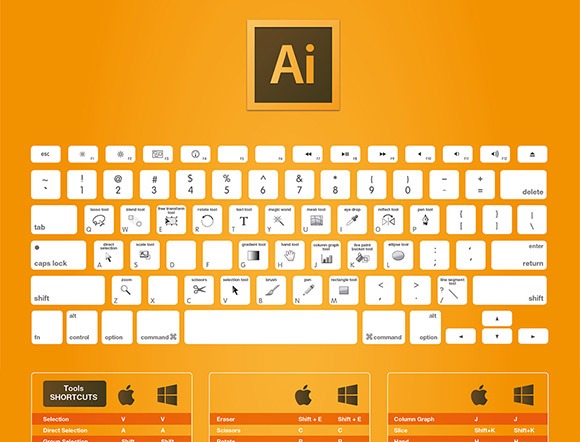 Ai
esc F1 F2 F3 F4 F5 F6 F7 F8 F9 F10 F11 F12
~ ! @ # $ % ^ & * ( ) _ +
` 1 2 3 4 5 6 7 8 9 0 - = delete
lasso tool blend tool free transform tool rotate tool text tool magic wand mesh tool eye drop reflect tool pen tool { } |
tab Q W E R T Y U I O P [ ] \
direct selection scale tool gradient tool hand tool column graph tool live paint bucket tool ellipse tool : " enter
caps lock A S D F G H J K L ; ' return
zoom scissors selection tool brush pen rectangle tool < > line segment tool ?
shift Z X C V B N M , . / shift
alt alt
fn control option command⌘ ⌘command option
Tools
SHORTCUTS
Selection V V
Direct Selection A A
Group Selection Shift Shift
Eraser Shift + E Shift + E
Scissors C C
Rotate R R
Column Graph J J
Slice Shift+K Shift+K
Hand H H